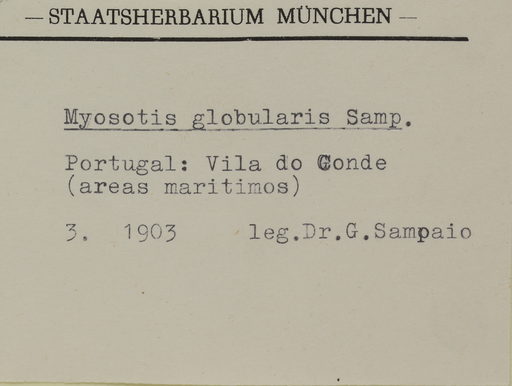 — STAATSHERBARIUM MÜNCHEN —
Myosotis globularis Samp.
Portugal: Vila do Conde
(areas maritimos)
3. 1903 leg.Dr.G.Sampaio